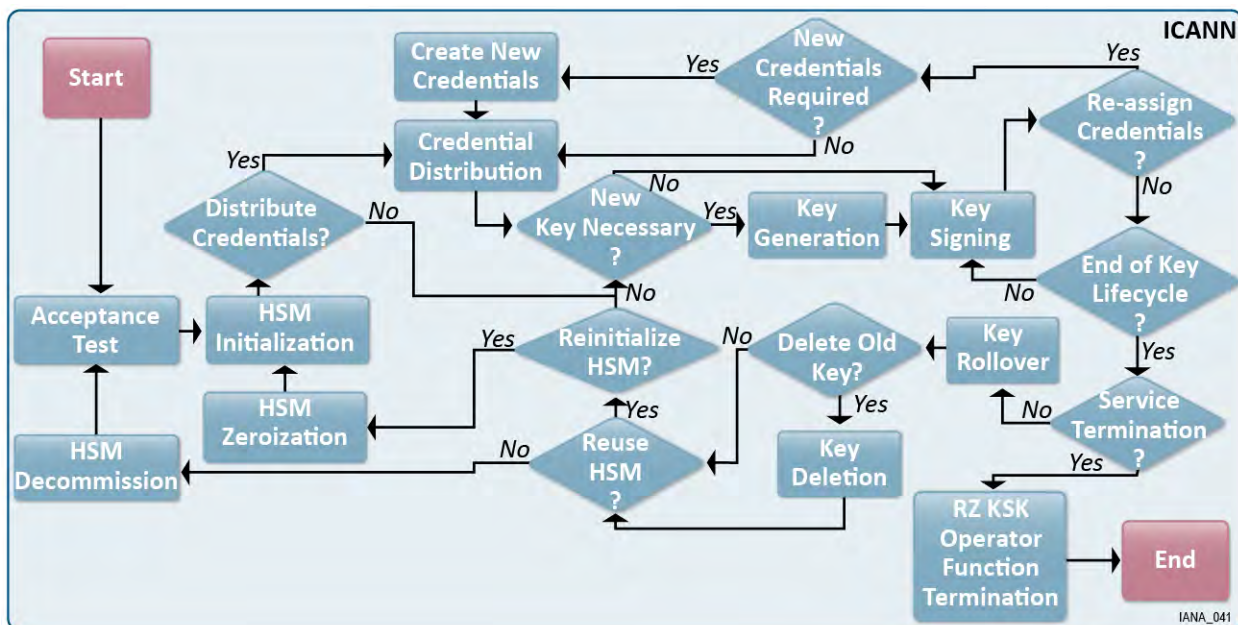 ICANN
Start
Create New
Credentials
Yes
New
Credentials
Required
?
Yes
Re-assign
Credentials
?
Credential
Distribution
No
Yes
Distribute
Credentials?
No
New
Key Necessary
?
No
Yes
Key
Generation
Key
Signing
No
Acceptance
Test
HSM
Initialization
No
Reinitialize
HSM?
Yes
No
Delete Old
Key?
Key
Rollover
No
End of Key
Lifecycle
?
Yes
HSM
Zeroization
Yes
Yes
No
Service
Termination
?
HSM
Decommission
No
Reuse
HSM
?
Key
Deletion
Yes
RZ KSK
Operator
Function
Termination
End
IANA_041